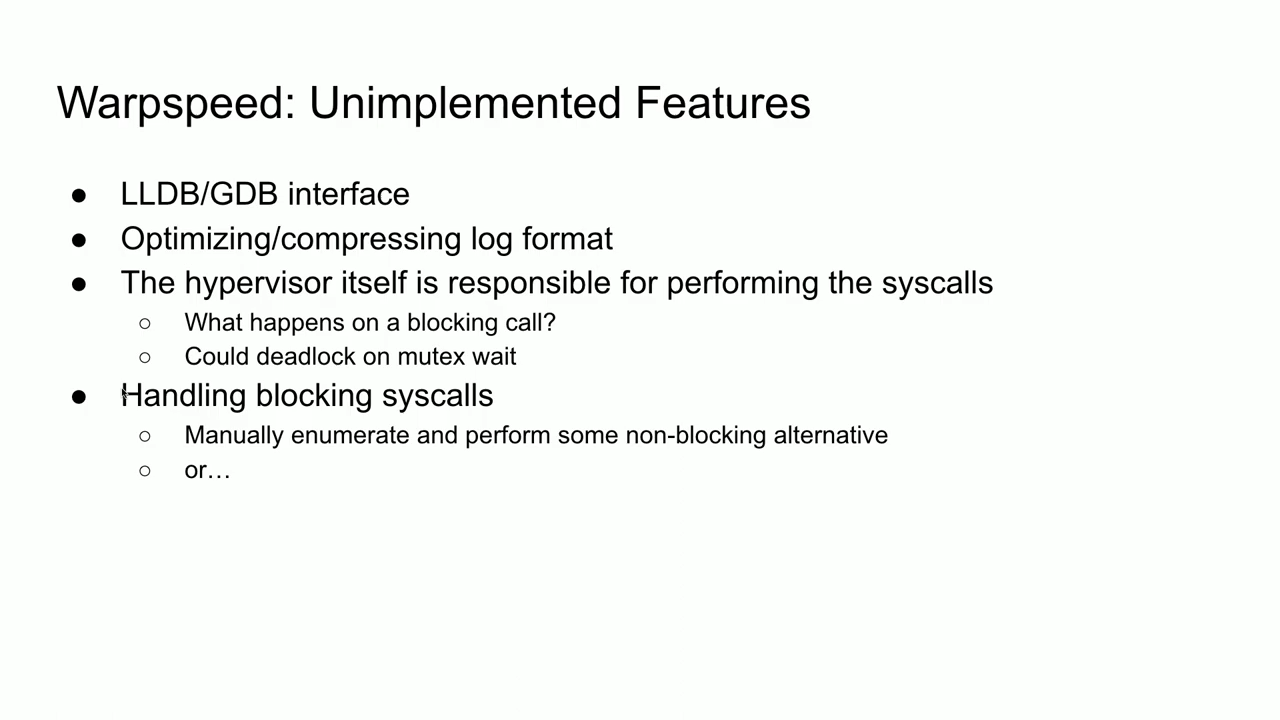 Warpspeed: Unimplemented Features
● LLDB/GDB interface
● Optimizing/compressing log format
● The hypervisor itself is responsible for performing the syscalls
○ What happens on a blocking call?
○ Could deadlock on mutex wait
● Handling blocking syscalls
○ Manually enumerate and perform some non-blocking alternative
○ or…